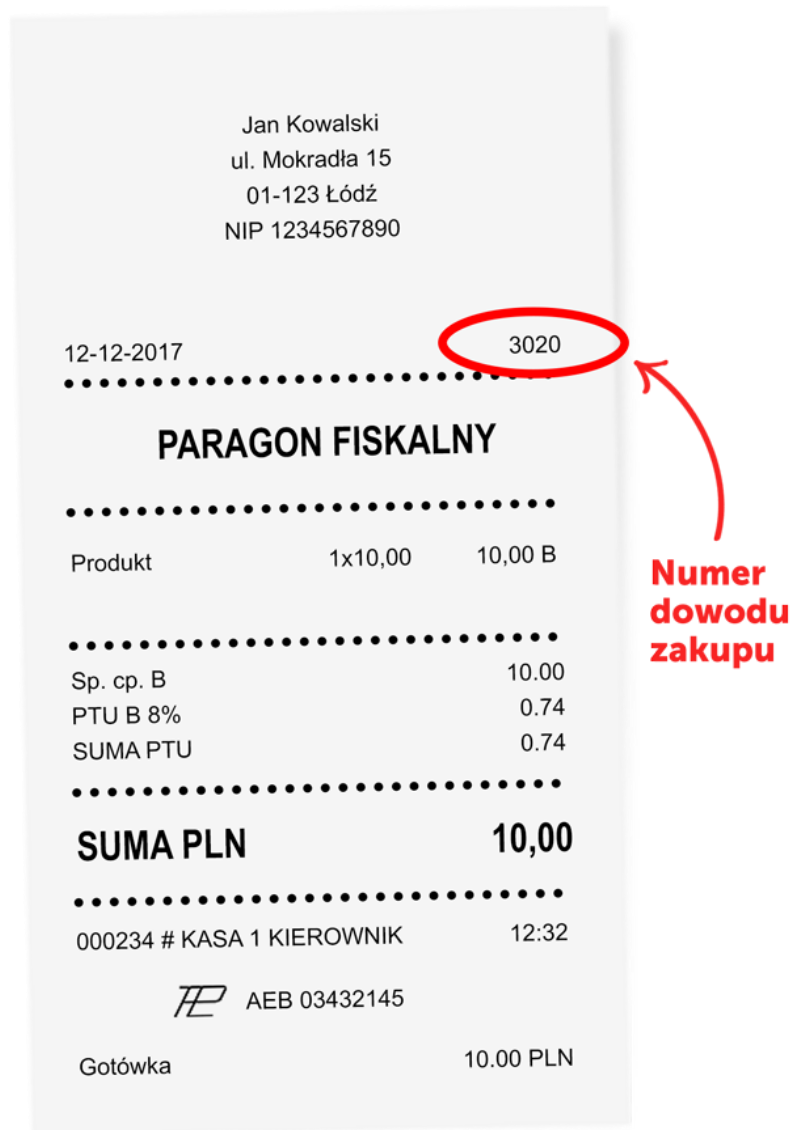 Jan Kowalski
ul. Mokradła 15
01-123 Łódź
NIP 1234567890
12-12-2017 3020
PARAGON FISKALNY
Produkt 1x10,00 10,00 B
Sp. cp. B 10.00
PTU B 8% 0.74
SUMA PTU 0.74
SUMA PLN 10,00
000234 # KASA 1 KIEROWNIK 12:32
AEB 03432145
Gotówka 10.00 PLN
Numer
dowodu
zakupu